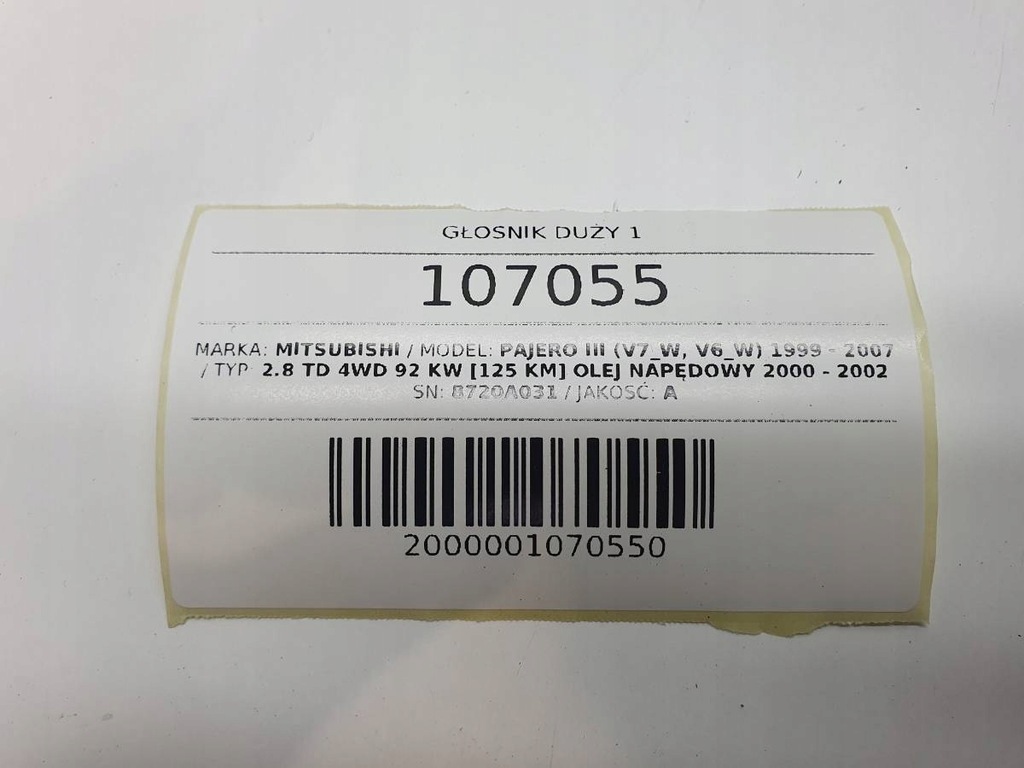 GŁOSNIK DUŻY 1
107055
MARKA: MITSUBISHI / MODEL: PAJERO III (V7_W, V6_W) 1999 - 2007
/ TYP: 2.8 TD 4WD 92 KW [125 KM] OLEJ NAPĘDOWY 2000 - 2002
SN: 8720A031 / JAKOŚĆ: A
2000001070550